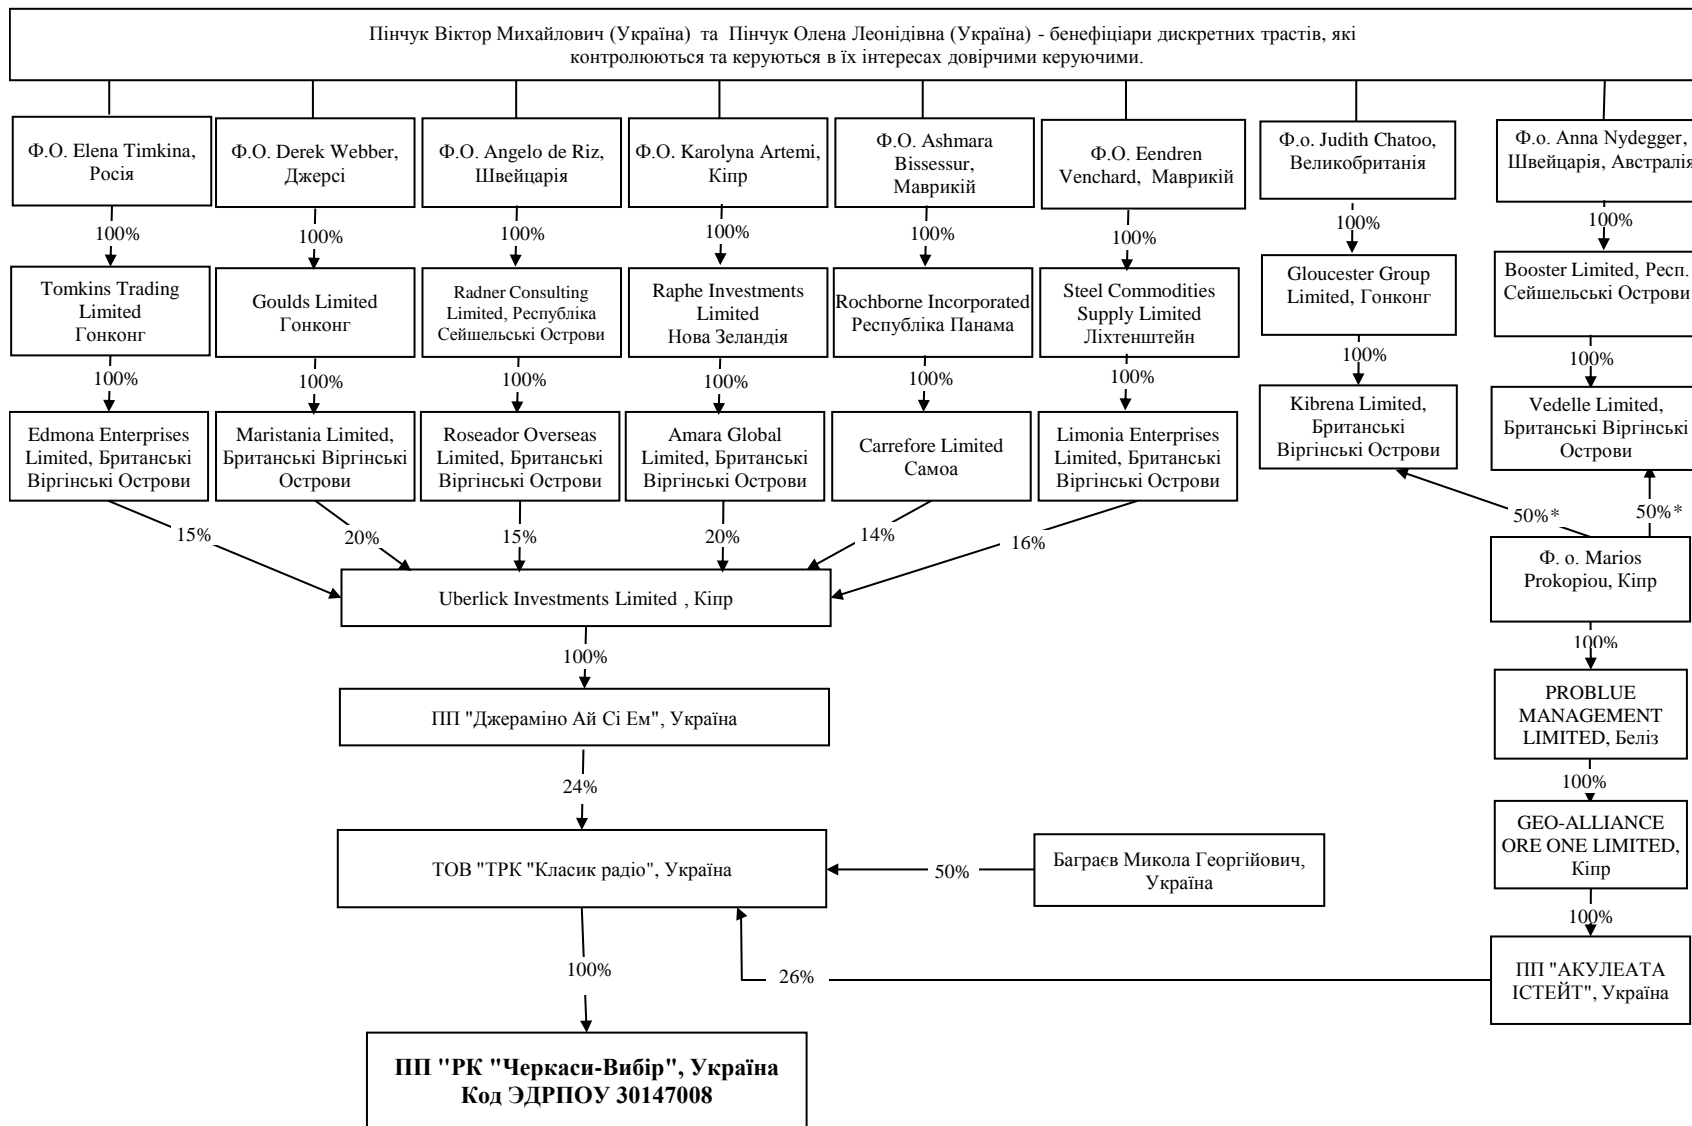 Пінчук Віктор Михайлович (Україна) та Пінчук Олена Леонідівна (Україна) - бенефіціари дискретних трастів, які
контролюються та керуються в їх інтересах довірчими керуючими.
Ф.О. Elena Timkina,
Росія
Ф.О. Derek Webber,
Джерсі
Ф.О. Angelo de Riz,
Швейцарія
Ф.О. Karolyna Artemi,
Кіпр
Ф.О. Ashmara
Bissessur,
Маврикій
Ф.О. Eendren
Venchard, Маврикій
Ф.о. Judith Chatoo,
Великобританія
Ф.о. Anna Nydegger,
Швейцарія, Австралія
100%
100%
100%
100%
100%
100%
100%
100%
Tomkins Trading
Limited
Гонконг
Goulds Limited
Гонконг
Radner Consulting
Limited, Республіка
Сейшельські Острови
Raphe Investments
Limited
Нова Зеландія
Rochborne Incorporated
Республіка Панама
Steel Commodities
Supply Limited
Ліхтенштейн
Gloucester Group
Limited, Гонконг
Booster Limited, Респ.
Сейшельські Острови
100%
100%
100%
100%
100%
100%
100%
100%
Edmona Enterprises
Limited, Британські
Віргінські Острови
Maristania Limited,
Британські Віргінські
Острови
Roseador Overseas
Limited, Британські
Віргінські Острови
Amara Global
Limited, Британські
Віргінські Острови
Carrefore Limited
Самоа
Limonia Enterprises
Limited, Британські
Віргінські Острови
Kibrena Limited,
Британські
Віргінські Острови
Vedelle Limited,
Британські Віргінські
Острови
15%
20%
15%
20%
14%
16%
50%*
50%*
Uberlick Investments Limited , Кіпр
Ф. о. Marios
Prokopiou, Кіпр
100%
100%
ПП "Джераміно Ай Сі Ем", Україна
PROBLUE
MANAGEMENT
LIMITED, Беліз
24%
100%
ТОВ "ТРК "Класик радіо", Україна
50%
Баграєв Микола Георгійович,
Україна
GEO-ALLIANCE
ORE ONE LIMITED,
Кіпр
100%
100%
26%
ПП "АКУЛЕАТА
ІСТЕЙТ", Україна
ПП "РК "Черкаси-Вибір", Україна
Код ЭДРПОУ 30147008